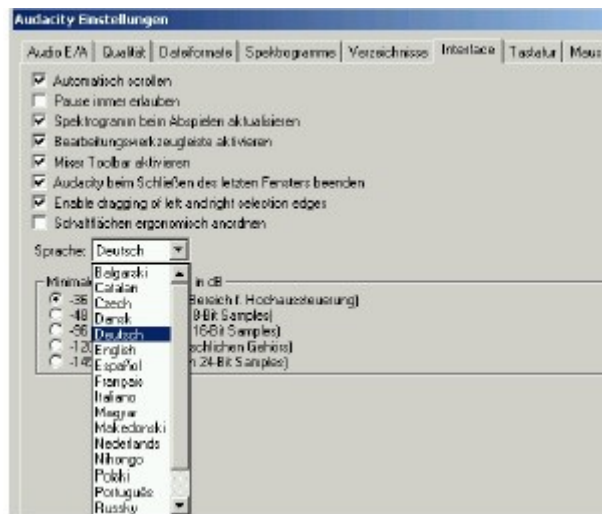 Audacity Einstellungen
Audio E/A Qualität Dateiformate Spektrogramme Verzeichnisse Interface Tastatur Maus
Automatisch scrollen
Pause immer erlauben
Spektrogramm beim Abspielen aktualisieren
Bearbeitungswerkzeugleiste aktivieren
Mixer Toolbar aktivieren
Audacity beim Schließen des letzten Fensters beenden
Enable dragging of left and right selection edges
Schaltflächen ergonomisch anordnen
Sprache: Deutsch
Balgarski
Catalan
Czech
Dansk
Deutsch
English
Español
Français
Italiano
Magyar
Makedonski
Nederlands
Nihongo
Polski
Português
Russky
Minimal in dB
-36 Bereich f. Hochaussteuerung)
-48 8-Bit Samples)
-96 16-Bit Samples)
-120 schlichen Gehörs)
-145 n 24-Bit Samples)